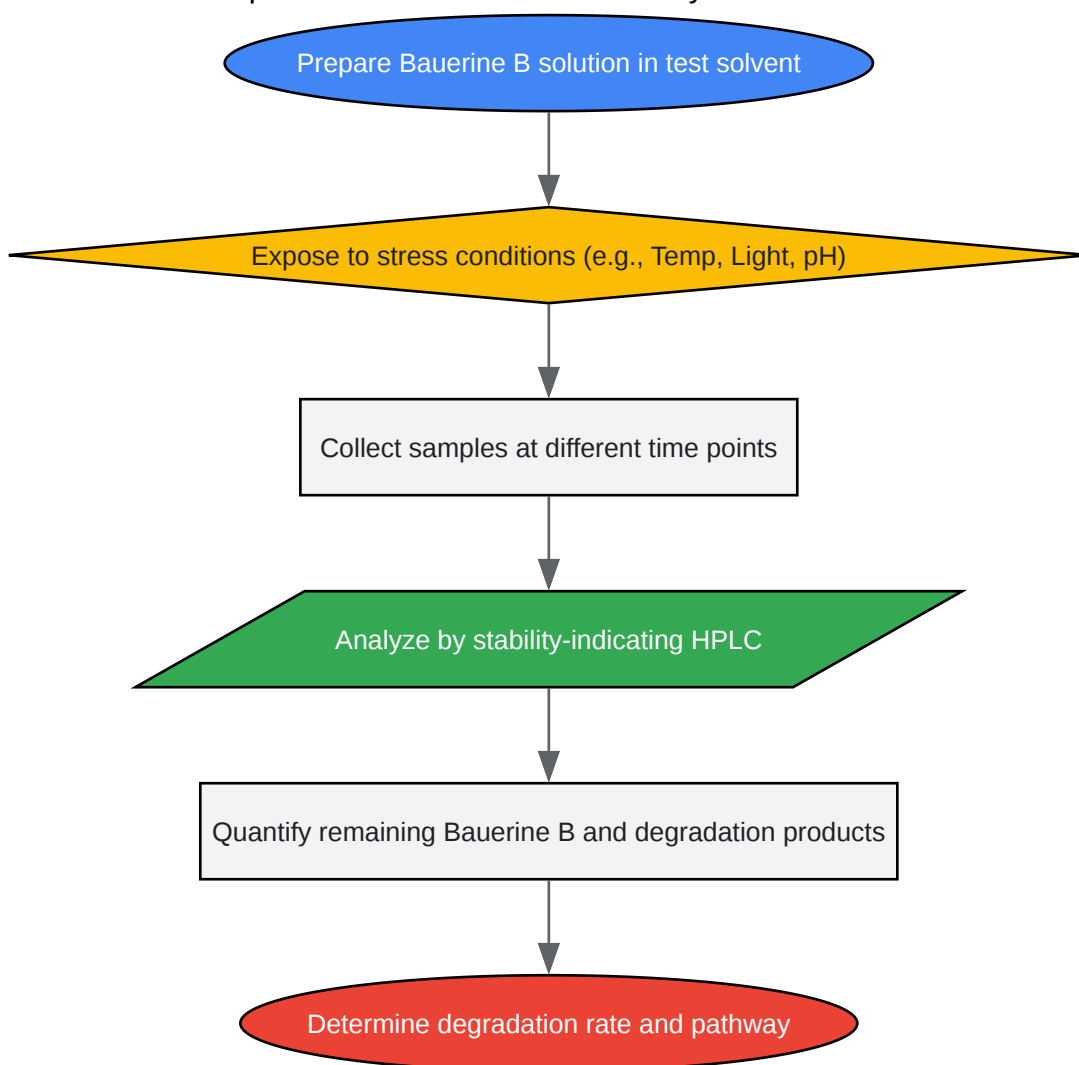 Prepare Bauerine B solution in test solvent
Expose to stress conditions (e.g., Temp, Light, pH)
Collect samples at different time points
Analyze by stability-indicating HPLC
Quantify remaining Bauerine B and degradation products
Determine degradation rate and pathway